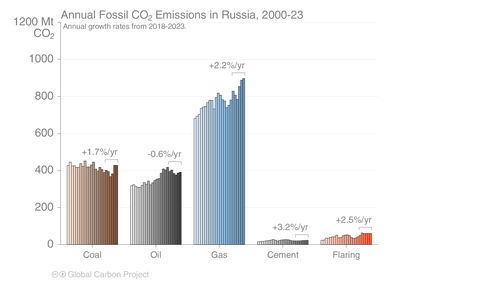 Annual Fossil CO₂ Emissions in Russia, 2000-23
Annual growth rates from 2018-2023.
1200 Mt
CO₂
1000
800
600
400
200
0
+1.7%/yr
-0.6%/yr
+2.2%/yr
+3.2%/yr
+2.5%/yr
Coal
Oil
Gas
Cement
Flaring
Global Carbon Project